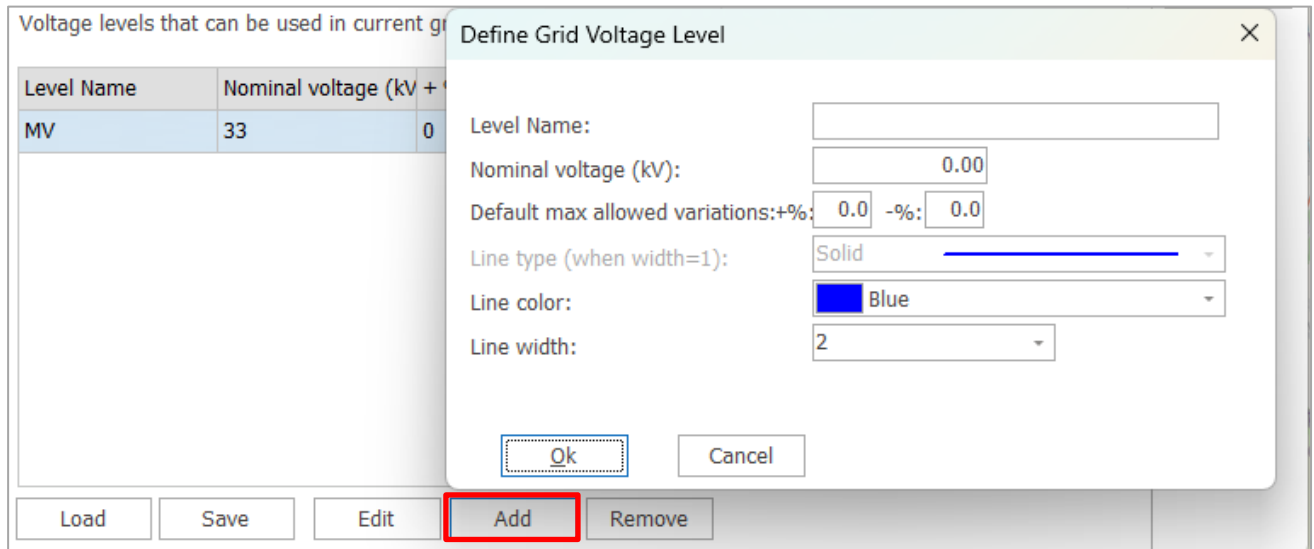 Voltage levels that can be used in current gr
Define Grid Voltage Level
Level Name Nominal voltage (kV +
MV 33 0
Level Name:
Nominal voltage (kV): 0.00
Default max allowed variations:+%: 0.0 -%: 0.0
Line type (when width=1): Solid
Line color: Blue
Line width: 2
Ok Cancel
Load Save Edit Add Remove